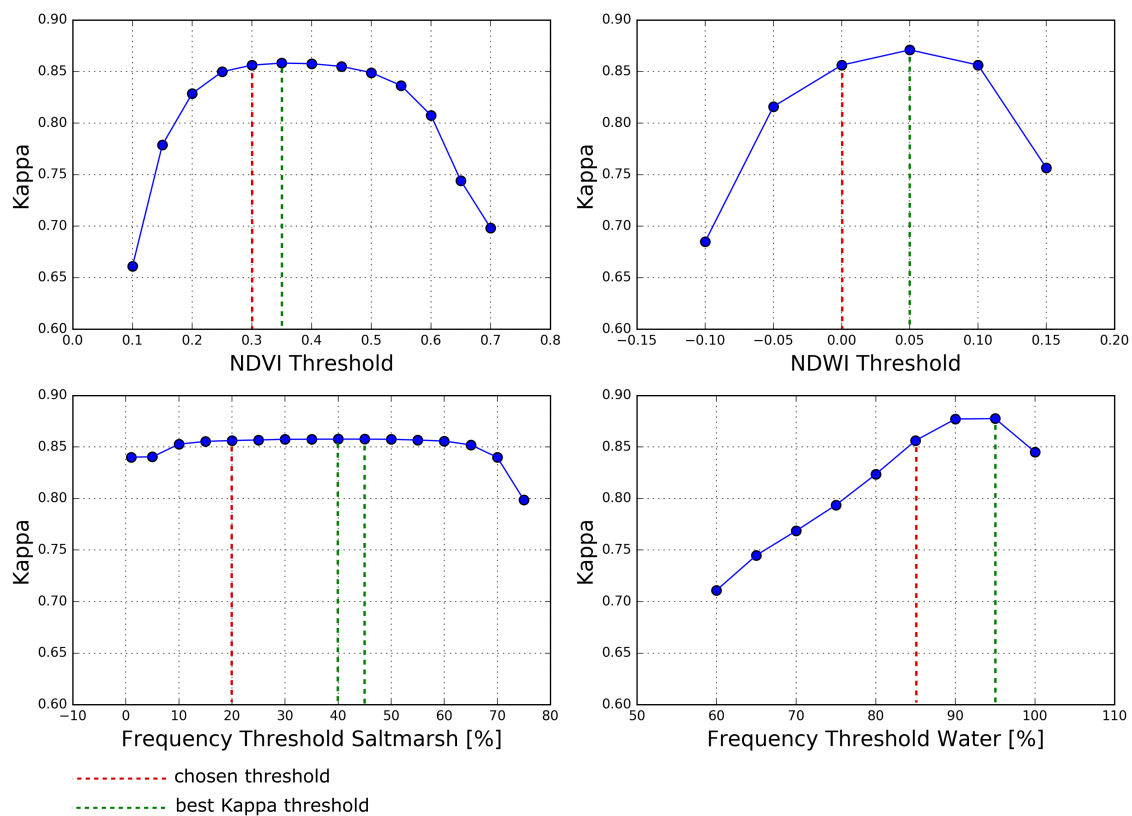 0.90
0.85
0.80
0.75
0.70
0.65
0.60
Kappa
0.0 0.1 0.2 0.3 0.4 0.5 0.6 0.7 0.8
NDVI Threshold
0.90
0.85
0.80
0.75
0.70
0.65
0.60
Kappa
−0.15 −0.10 −0.05 0.00 0.05 0.10 0.15 0.20
NDWI Threshold
0.90
0.85
0.80
0.75
0.70
0.65
0.60
Kappa
−10 0 10 20 30 40 50 60 70 80
Frequency Threshold Saltmarsh [%]
0.90
0.85
0.80
0.75
0.70
0.65
0.60
Kappa
50 60 70 80 90 100 110
Frequency Threshold Water [%]
chosen threshold
best Kappa threshold